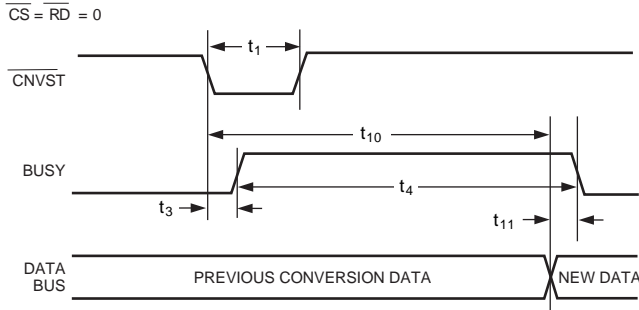 CS = RD = 0
CNVST
t1
t10
BUSY
t4
t3
t11
DATA BUS
PREVIOUS CONVERSION DATA
NEW DATA